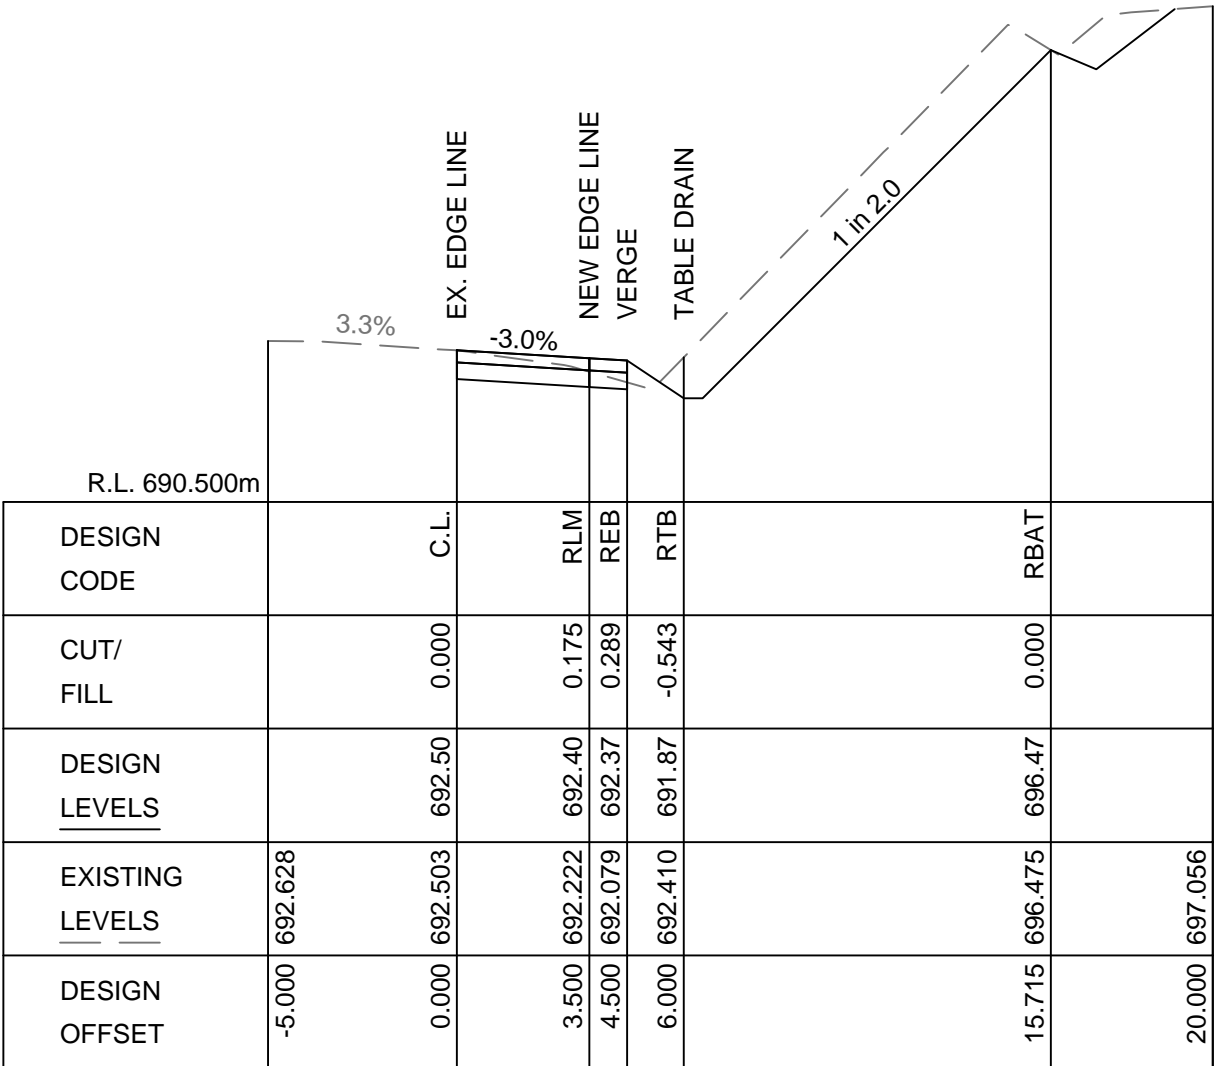 EX. EDGE LINE
NEW EDGE LINE
VERGE
TABLE DRAIN
1 in 2.0
3.3%
-3.0%
R.L. 690.500m
DESIGN
CODE
C.L.
RLM
REB
RTB
RBAT
CUT/
FILL
0.000
0.175
0.289
-0.543
0.000
DESIGN
LEVELS
692.50
692.40
692.37
691.87
696.47
EXISTING
LEVELS
692.628
692.503
692.222
692.079
692.410
696.475
697.056
DESIGN
OFFSET
-5.000
0.000
3.500
4.500
6.000
15.715
20.000